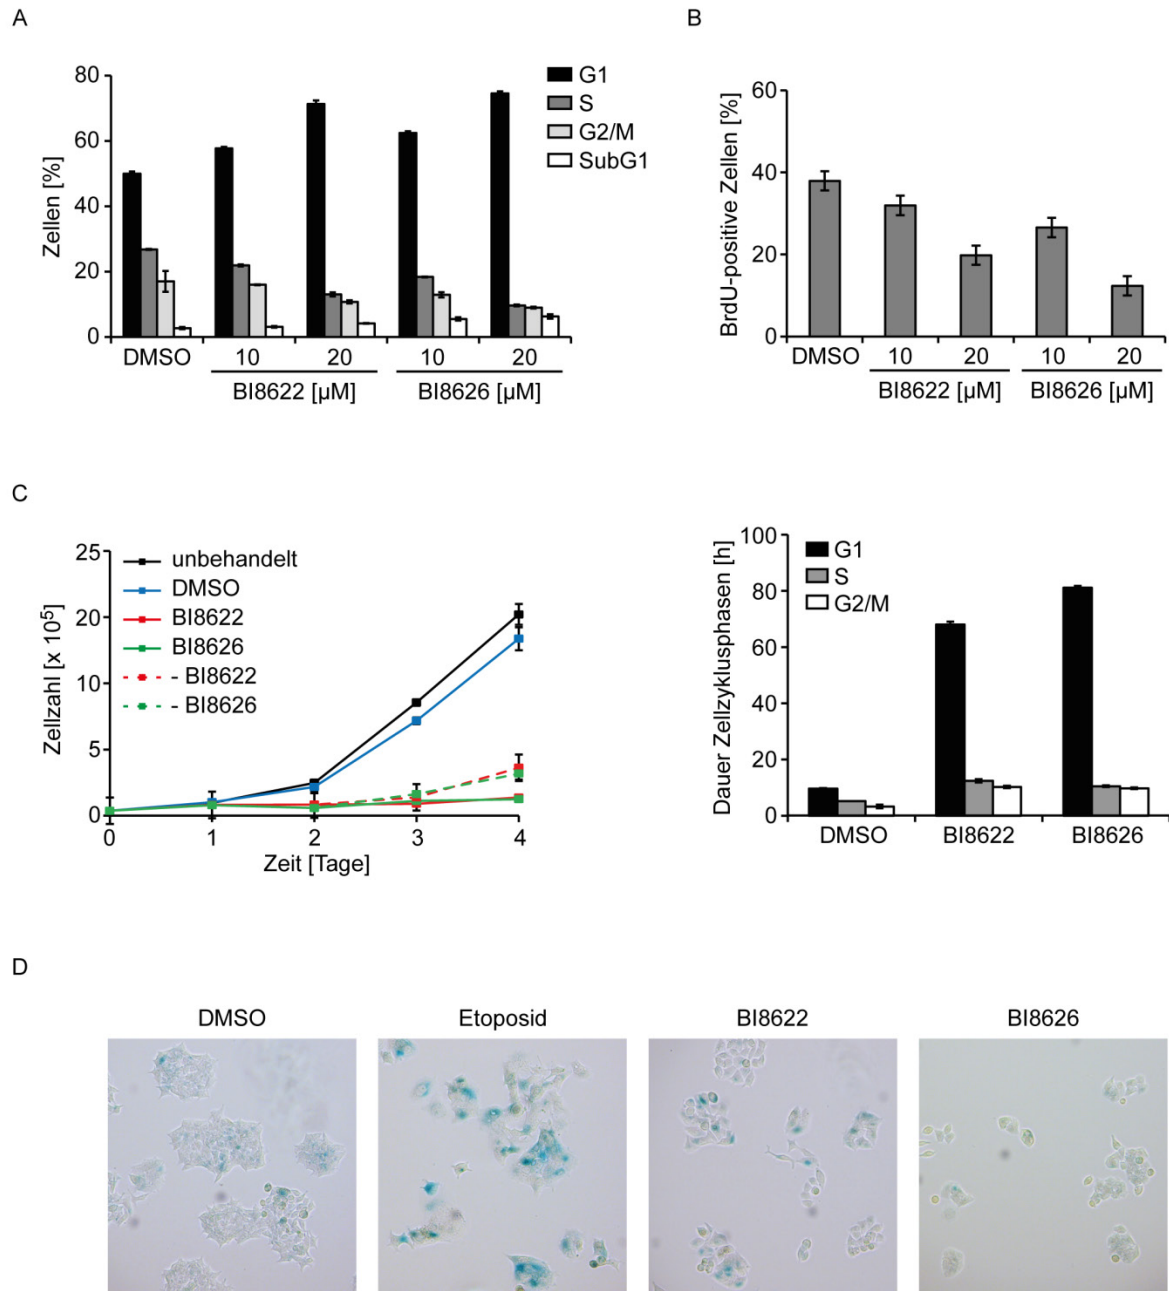 A
Zellen [%]
80
60
40
20
0
G1
S
G2/M
SubG1
DMSO 10 20 10 20
BI8622 [µM] BI8626 [µM]
B
BrdU-positive Zellen [%]
60
40
20
0
DMSO 10 20 10 20
BI8622 [µM] BI8626 [µM]
C
Zellzahl [x 10⁵]
25
20
10
5
0
unbehandelt
DMSO
BI8622
BI8626
- BI8622
- BI8626
0 1 2 3 4
Zeit [Tage]
Dauer Zellzyklusphasen [h]
100
80
60
40
20
0
G1
S
G2/M
DMSO BI8622 BI8626
D
DMSO Etoposid BI8622 BI8626